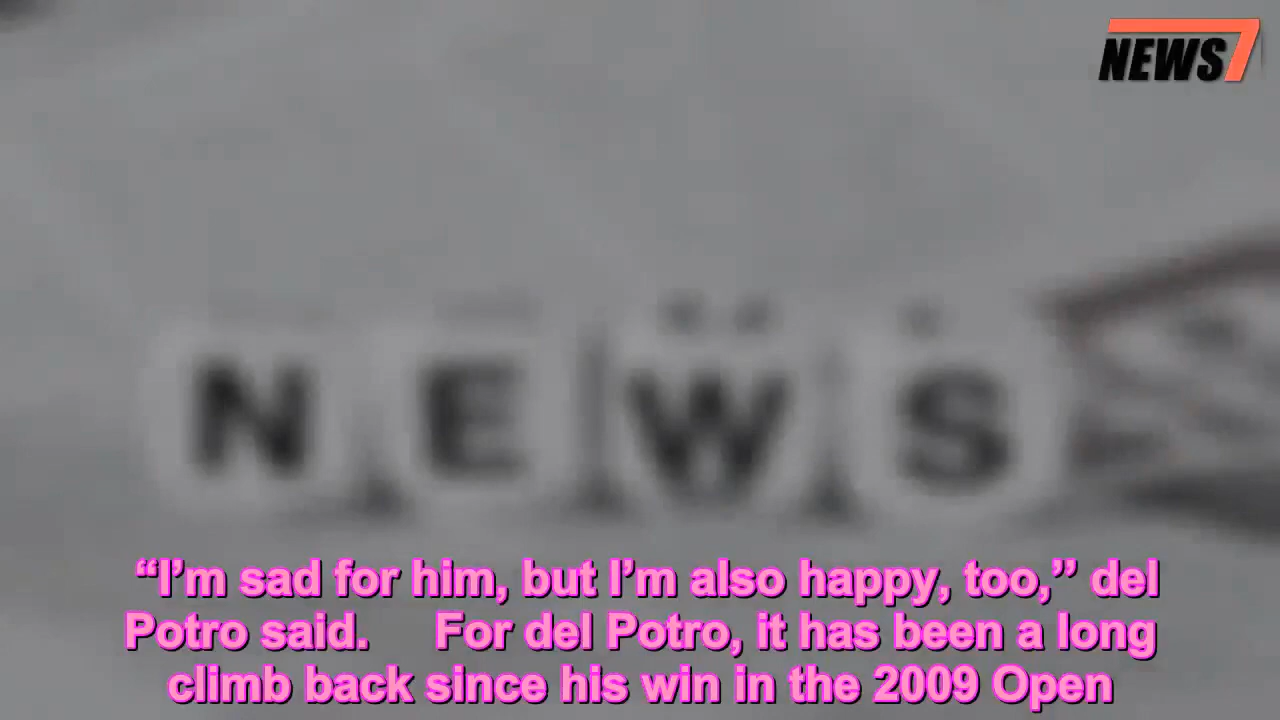 NEWS7
NEWS
“I’m sad for him, but I’m also happy, too,” del
Potro said. For del Potro, it has been a long
climb back since his win in the 2009 Open